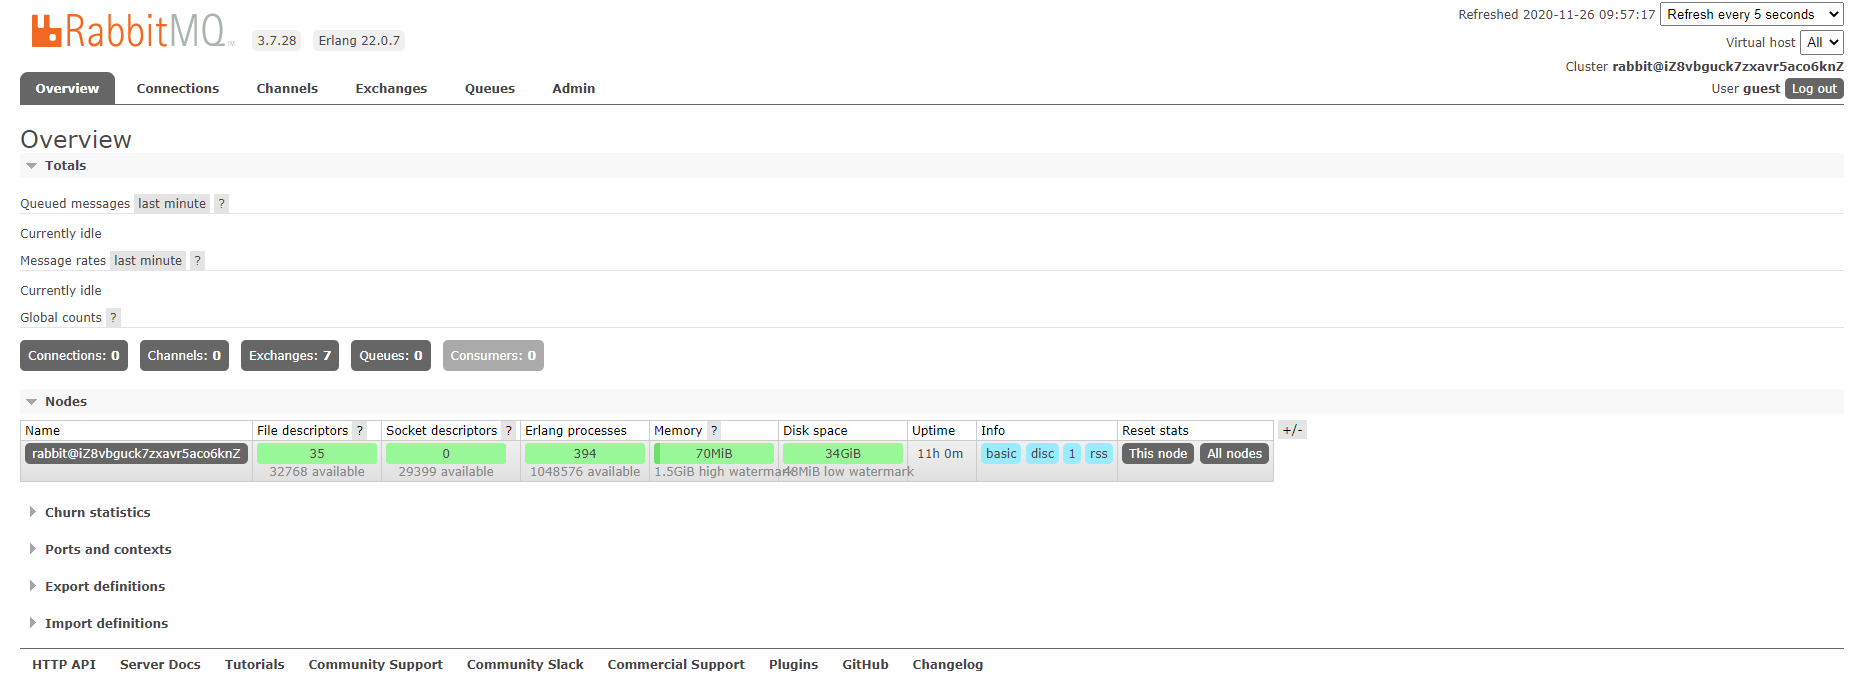 RabbitMQ TM 3.7.28 Erlang 22.0.7
Refreshed 2020-11-26 09:57:17 Refresh every 5 seconds
Virtual host All
Cluster rabbit@iZ8vbguck7zxavr5aco6knZ
User guest Log out
Overview Connections Channels Exchanges Queues Admin
Overview
Totals
Queued messages last minute ?
Currently idle
Message rates last minute ?
Currently idle
Global counts ?
Connections: 0 Channels: 0 Exchanges: 7 Queues: 0 Consumers: 0
Nodes
Name File descriptors ? Socket descriptors ? Erlang processes Memory ? Disk space Uptime Info Reset stats +/-
rabbit@iZ8vbguck7zxavr5aco6knZ 35 0 394 70MiB 34GiB 11h 0m basic disc 1 rss This node All nodes
32768 available 29399 available 1048576 available 1.5GiB high watermark 48MiB low watermark
Churn statistics
Ports and contexts
Export definitions
Import definitions
HTTP API Server Docs Tutorials Community Support Community Slack Commercial Support Plugins GitHub Changelog